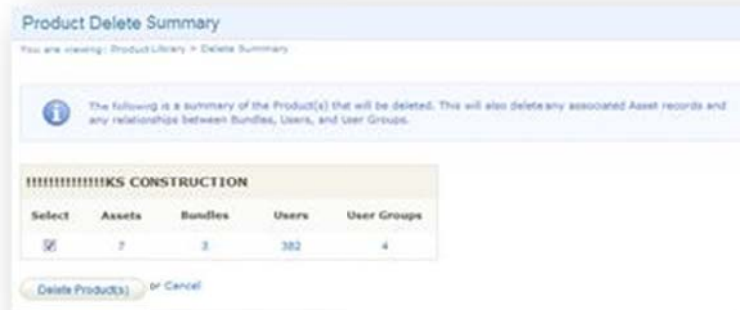 Product Delete Summary
You are viewing: Product Library > Delete Summary
The following is a summary of the Product(s) that will be deleted. This will also delete any associated Asset records and
any relationships between Bundles, Users, and User Groups.
!!!!!!!!!!!!!!!KS CONSTRUCTION
Select Assets Bundles Users User Groups
7 3 382 4
Delete Product(s) or Cancel